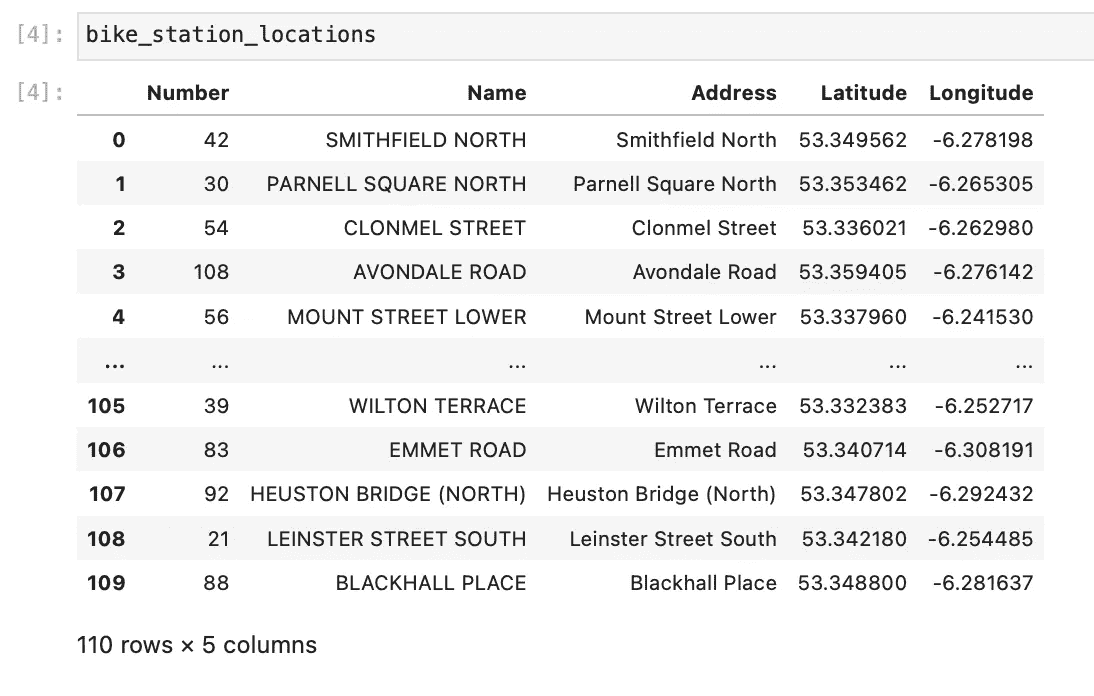 [4]: bike_station_locations
[4]: Number Name Address Latitude Longitude
0 42 SMITHFIELD NORTH Smithfield North 53.349562 -6.278198
1 30 PARNELL SQUARE NORTH Parnell Square North 53.353462 -6.265305
2 54 CLONMEL STREET Clonmel Street 53.336021 -6.262980
3 108 AVONDALE ROAD Avondale Road 53.359405 -6.276142
4 56 MOUNT STREET LOWER Mount Street Lower 53.337960 -6.241530
... ... ... ... ... ...
105 39 WILTON TERRACE Wilton Terrace 53.332383 -6.252717
106 83 EMMET ROAD Emmet Road 53.340714 -6.308191
107 92 HEUSTON BRIDGE (NORTH) Heuston Bridge (North) 53.347802 -6.292432
108 21 LEINSTER STREET SOUTH Leinster Street South 53.342180 -6.254485
109 88 BLACKHALL PLACE Blackhall Place 53.348800 -6.281637
110 rows × 5 columns